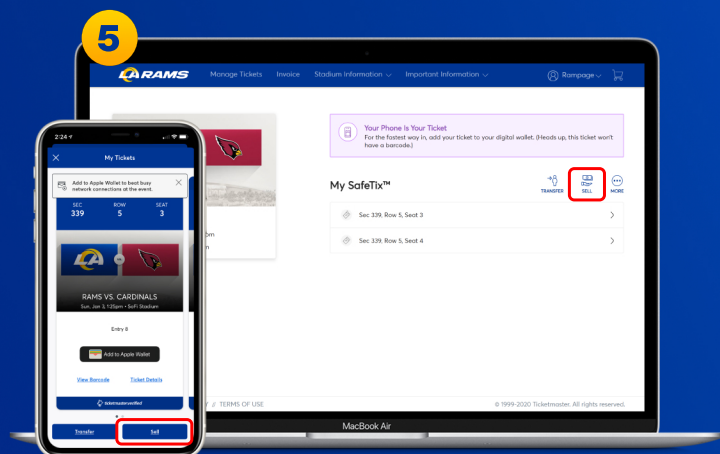 5
LA RAMS
Manage Tickets Invoice Stadium Information Important Information Rampage
Your Phone Is Your Ticket
For the fastest way in, add your ticket to your digital wallet. (Heads up, this ticket won't
have a barcode.)
My SafeTix™
TRANSFER SELL MORE
Sec 339, Row 5, Seat 3
Sec 339, Row 5, Seat 4
// TERMS OF USE
© 1999-2020 Ticketmaster. All rights reserved.
MacBook Air
2:24
My Tickets
Add to Apple Wallet to beat busy
network connections at the event.
SEC ROW SEAT
339 5 3
RAMS VS. CARDINALS
Sun, Jan 3, 1:25pm • SoFi Stadium
Entry 8
Add to Apple Wallet
View Barcode Ticket Details
ticketmaster verified
Transfer Sell